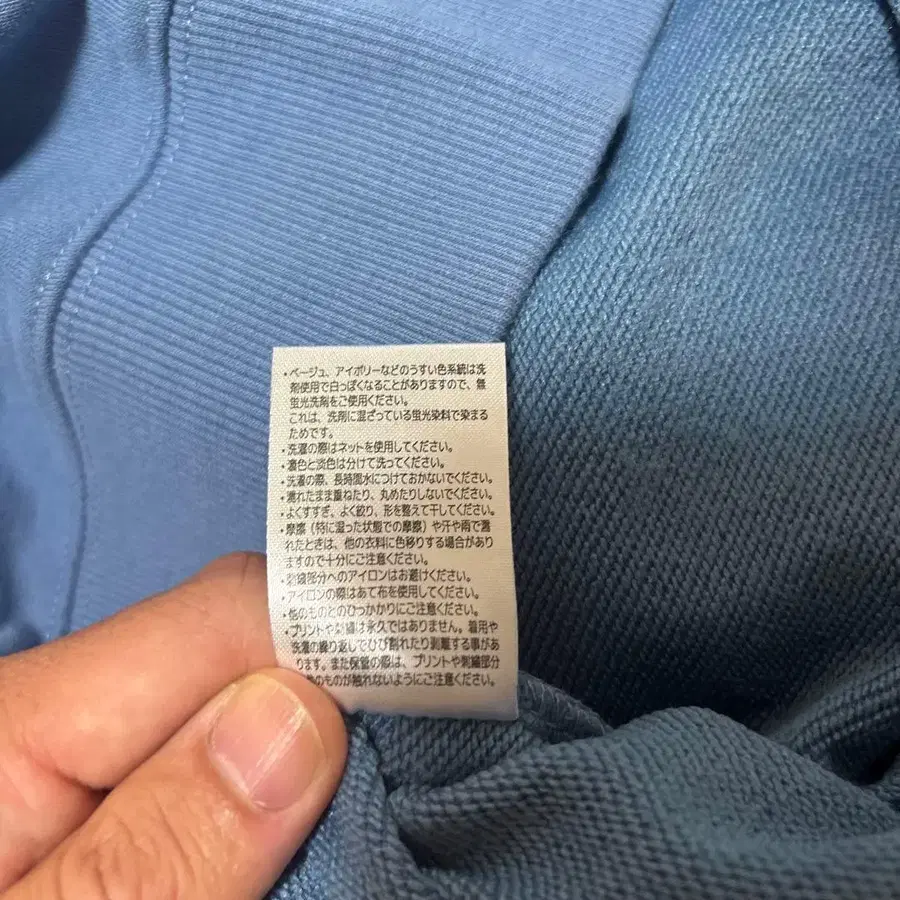 ・ベージュ、アイボリーなどのうすい色系統は洗
剤使用で白っぽくなることがありますので、無
蛍光洗剤をご使用ください。
これは、洗剤に混ざっている蛍光染料で染まる
ためです。
・洗濯の際はネットを使用してください。
・濃色と淡色は分けて洗ってください。
・洗濯の際、長時間水につけておかないでください。
・濡れたまま重ねたり、丸めたりしないでください。
・よくすすぎ、よく絞り、形を整えて干してください。
・摩擦（特に湿った状態での摩擦）や汗や雨で濡
れたときは、他の衣料に色移りする場合があり
ますので十分にご注意ください。
・刺繍部分へのアイロンはお避けください。
・アイロンの際はあて布を使用してください。
・他のものとのひっかかりにご注意ください。
・プリントや刺繍は永久ではありません。着用や
洗濯の繰り返しでひび割れたり剥離する事があ
ります。また保管の際は、プリントや刺繍部分
のものが触れないようにご注意ください。